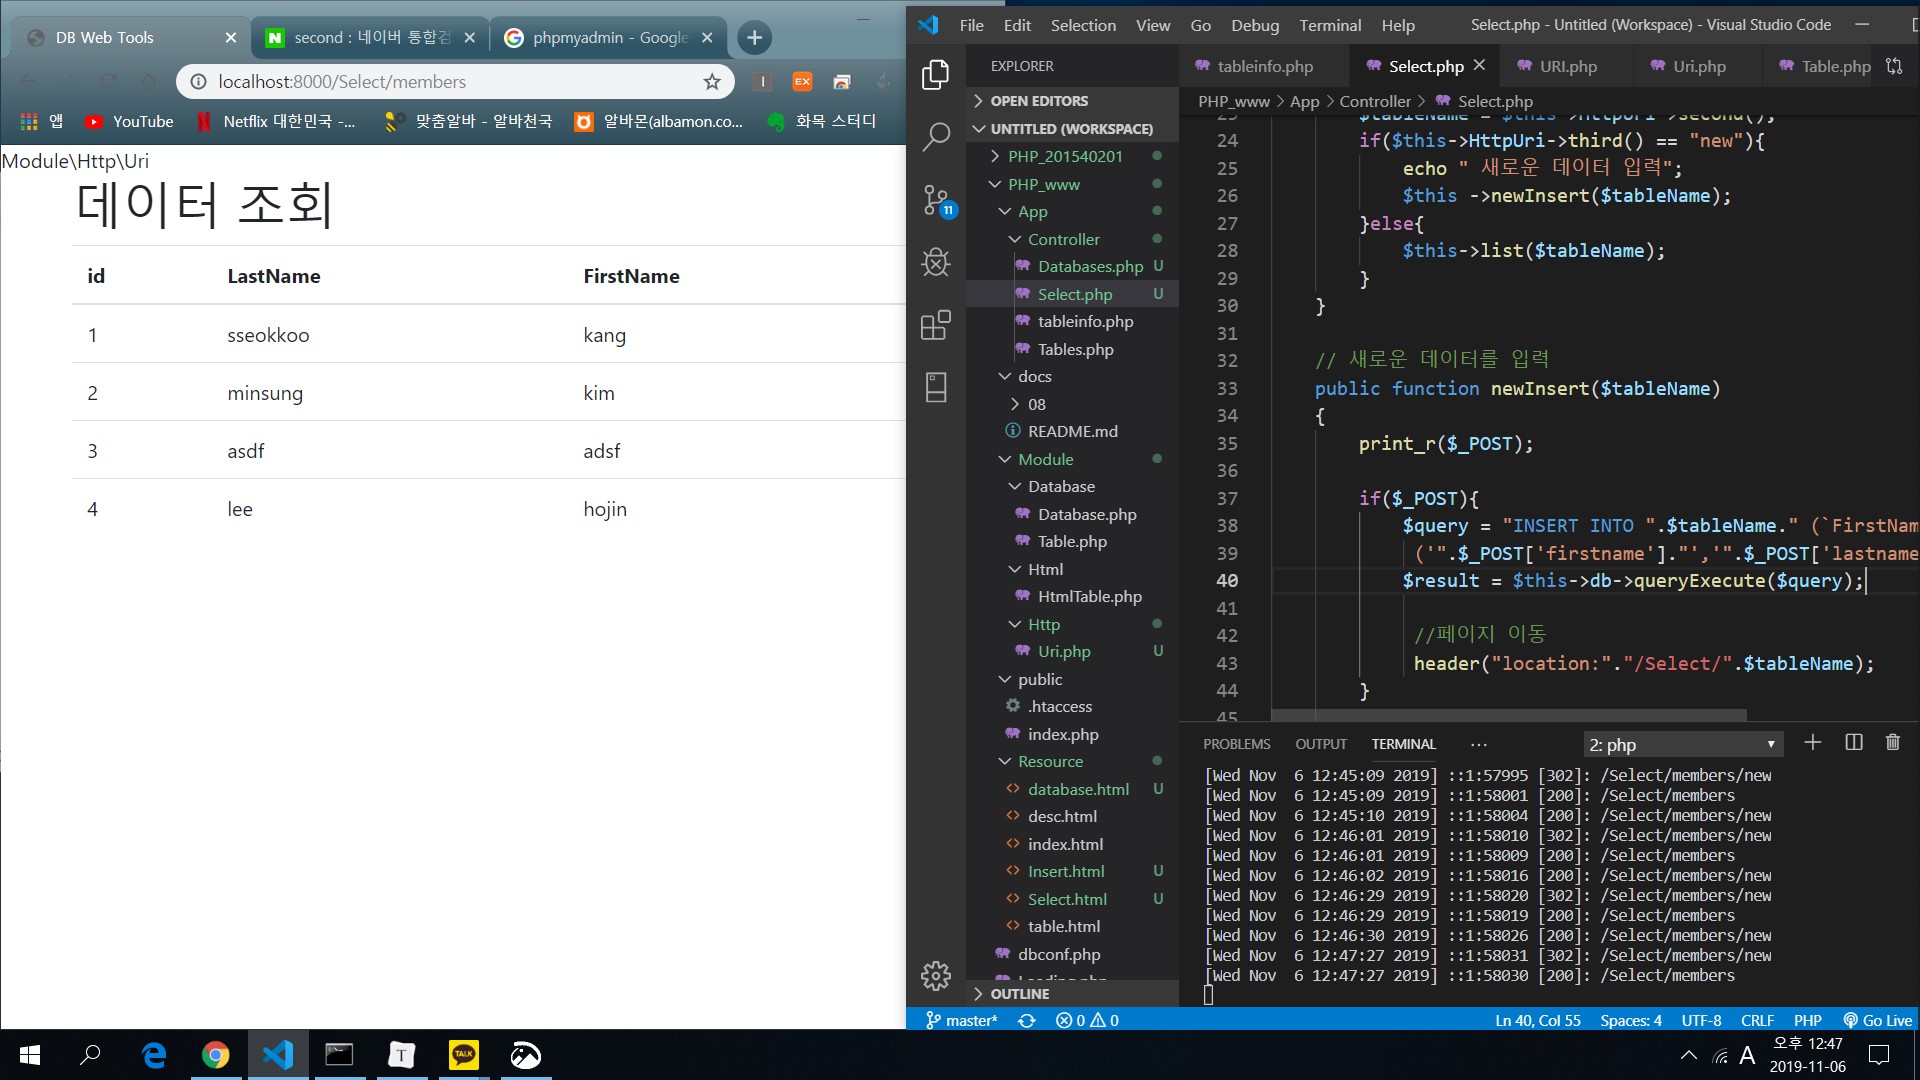 DB Web Tools
second : 네이버 통합검
phpmyadmin - Google
localhost:8000/Select/members
앱
YouTube
Netflix 대한민국 -...
맞춤알바 - 알바천국
알바몬(albamon.co...
화목 스터디
Module\Http\Uri
데이터 조회
id LastName FirstName
1 sseokkoo kang
2 minsung kim
3 asdf adsf
4 lee hojin
File Edit Selection View Go Debug Terminal Help
Select.php - Untitled (Workspace) - Visual Studio Code
EXPLORER
OPEN EDITORS
UNTITLED (WORKSPACE)
PHP_201540201
PHP_www
App
Controller
Databases.php U
Select.php U
tableinfo.php
Tables.php
docs
08
README.md
Module
Database
Database.php
Table.php
Html
HtmlTable.php
Http
Uri.php U
public
.htaccess
index.php
Resource
database.html U
desc.html
index.html
Insert.html U
Select.html U
table.html
dbconf.php
OUTLINE
11
tableinfo.php Select.php URI.php Uri.php Table.php
PHP_www > App > Controller > Select.php
24 if($this->HttpUri->third() == "new"){
25 echo " 새로운 데이터 입력";
26 $this ->newInsert($tableName);
27 }else{
28 $this->list($tableName);
29 }
30 }
31
32 // 새로운 데이터를 입력
33 public function newInsert($tableName)
34 {
35 print_r($_POST);
36
37 if($_POST){
38 $query = "INSERT INTO ".$tableName." (`FirstNam
39 ('".$_POST['firstname']."','".$_POST['lastname
40 $result = $this->db->queryExecute($query);
41
42 //페이지 이동
43 header("location:"."/Select/".$tableName);
44 }
45
PROBLEMS OUTPUT TERMINAL ... 2: php
[Wed Nov  6 12:45:09 2019] ::1:57995 [302]: /Select/members/new
[Wed Nov  6 12:45:09 2019] ::1:58001 [200]: /Select/members
[Wed Nov  6 12:45:10 2019] ::1:58004 [200]: /Select/members/new
[Wed Nov  6 12:46:01 2019] ::1:58010 [302]: /Select/members/new
[Wed Nov  6 12:46:01 2019] ::1:58009 [200]: /Select/members
[Wed Nov  6 12:46:02 2019] ::1:58016 [200]: /Select/members/new
[Wed Nov  6 12:46:29 2019] ::1:58020 [302]: /Select/members/new
[Wed Nov  6 12:46:29 2019] ::1:58019 [200]: /Select/members
[Wed Nov  6 12:46:30 2019] ::1:58026 [200]: /Select/members/new
[Wed Nov  6 12:47:27 2019] ::1:58031 [302]: /Select/members/new
[Wed Nov  6 12:47:27 2019] ::1:58030 [200]: /Select/members
master* 0 0 Ln 40, Col 55 Spaces: 4 UTF-8 CRLF PHP Go Live
T
TALK
A
오후 12:47
2019-11-06